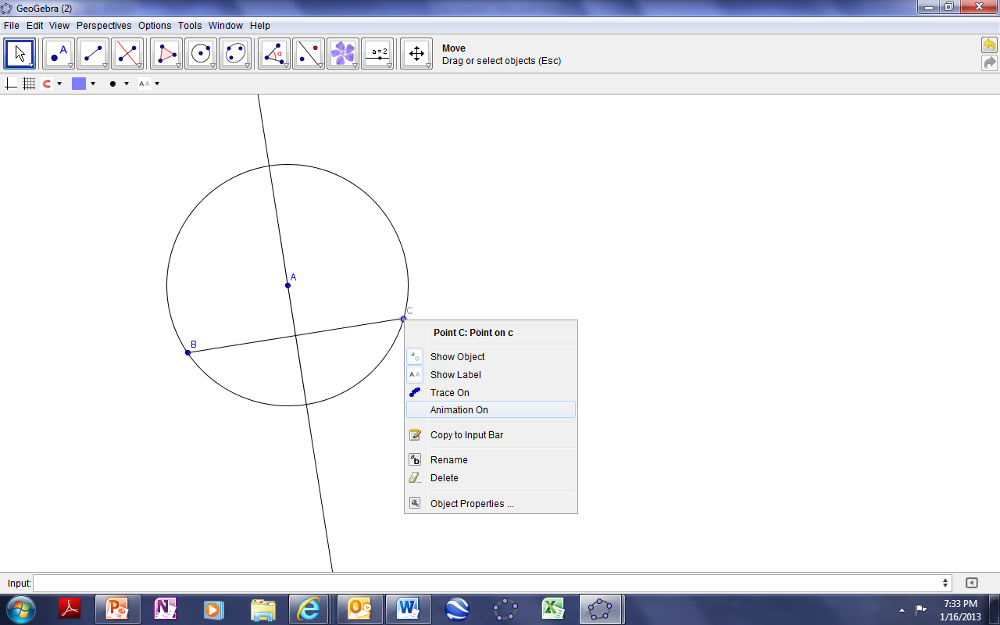 GeoGebra (2)
File Edit View Perspectives Options Tools Window Help
A
α
a = 2
Move
Drag or select objects (Esc)
A A
A
C
B
Point C: Point on c
Show Object
A A Show Label
Trace On
Animation On
Copy to Input Bar
ab Rename
Delete
Object Properties ...
Input:
P N e O W X
7:33 PM
1/16/2013